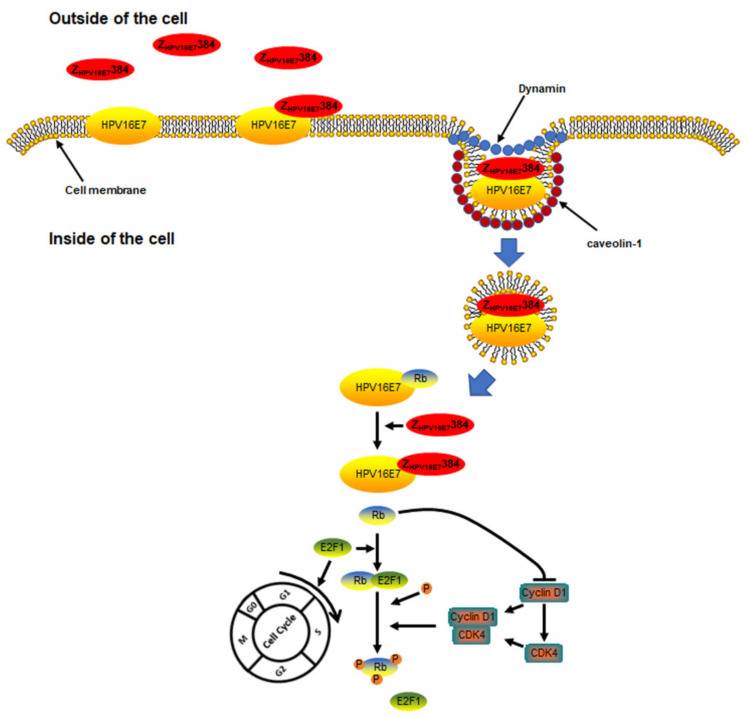 Outside of the cell
ZHPV16E7384
ZHPV16E7384
ZHPV16E7384
ZHPV16E7384
Dynamin
HPV16E7
HPV16E7
ZHPV16E7384
HPV16E7
Cell membrane
Inside of the cell
caveolin-1
ZHPV16E7384
HPV16E7
Rb
HPV16E7
ZHPV16E7384
ZHPV16E7384
HPV16E7
Rb
E2F1
Rb
E2F1
P
Cyclin D1
G0
G1
S
G2
M
Cell Cycle
Cyclin D1
CDK4
CDK4
P
Rb
P
P
E2F1